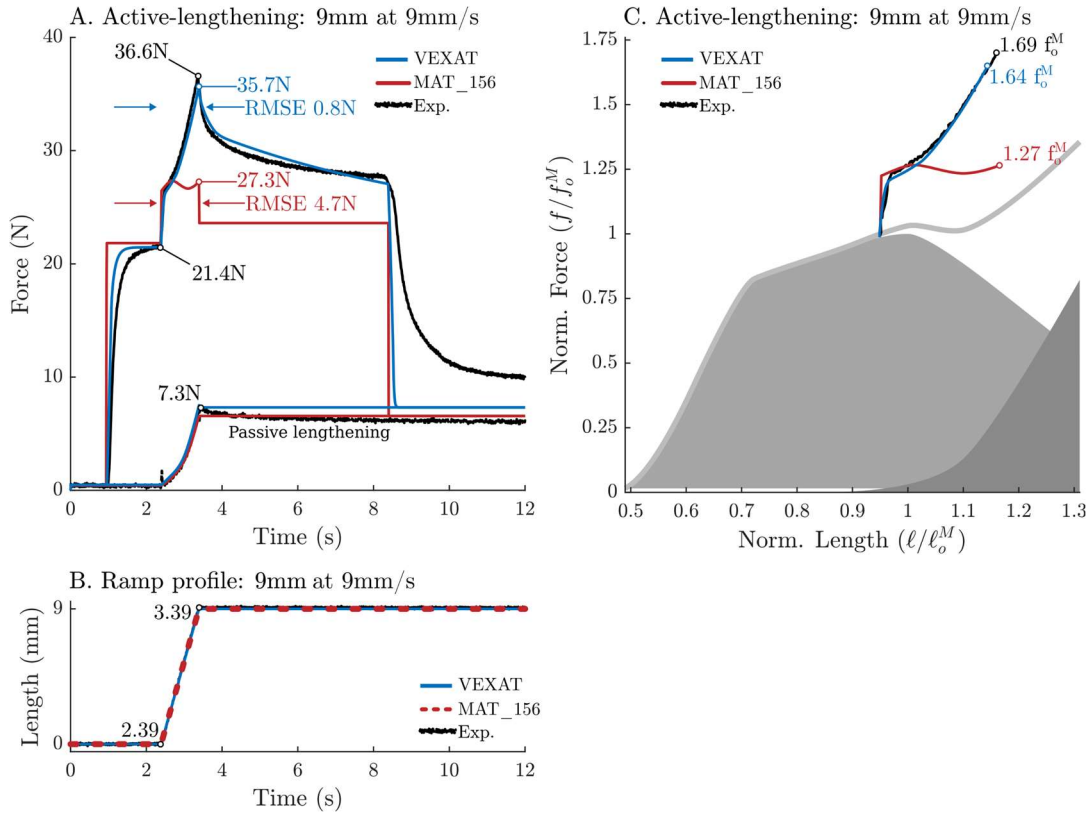 A. Active-lengthening: 9mm at 9mm/s
40
30
20
10
0
Force (N)
0
2
4
6
8
10
12
Time (s)
VEXAT
MAT_156
Exp.
36.6N
35.7N
RMSE 0.8N
27.3N
RMSE 4.7N
21.4N
7.3N
Passive lengthening
B. Ramp profile: 9mm at 9mm/s
9
0
Length (mm)
3.39
2.39
VEXAT
MAT_156
Exp.
0
2
4
6
8
10
12
Time (s)
C. Active-lengthening: 9mm at 9mm/s
1.75
1.5
1.25
1
0.75
0.5
0.25
0
Norm. Force (f/f_o^M)
VEXAT
MAT_156
Exp.
1.69 f_o^M
1.64 f_o^M
1.27 f_o^M
0.5
0.6
0.7
0.8
0.9
1
1.1
1.2
1.3
Norm. Length (ℓ/ℓ_o^M)